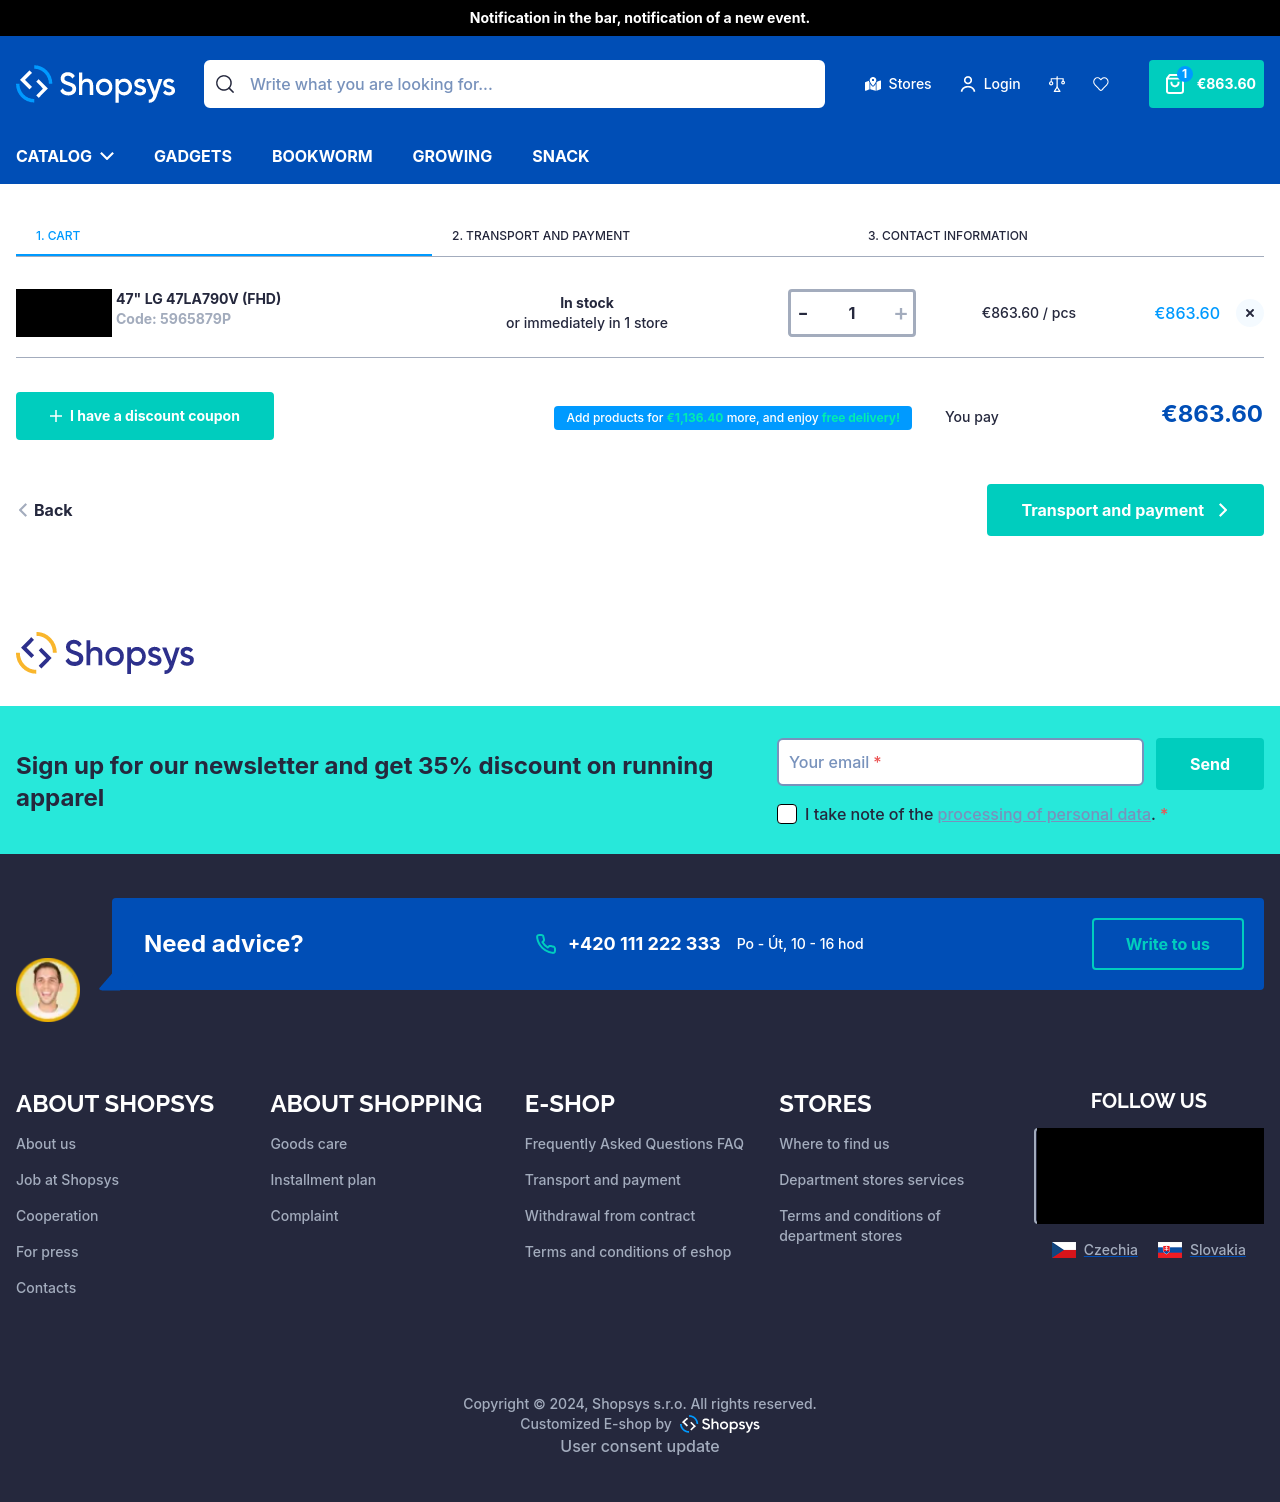 Notification in the bar, notification of a new event.
Shopsys
Write what you are looking for...
Stores
Login
1
€863.60
CATALOG
GADGETS
BOOKWORM
GROWING
SNACK
1. CART
2. TRANSPORT AND PAYMENT
3. CONTACT INFORMATION
47" LG 47LA790V (FHD)
Code: 5965879P
In stock
or immediately in 1 store
- 1 +
€863.60 / pcs
€863.60
I have a discount coupon
Add products for €1,136.40 more, and enjoy free delivery!
You pay
€863.60
Back
Transport and payment
Shopsys
Sign up for our newsletter and get 35% discount on running
apparel
Your email *
Send
I take note of the processing of personal data. *
Need advice?
+420 111 222 333
Po - Út, 10 - 16 hod
Write to us
ABOUT SHOPSYS
About us
Job at Shopsys
Cooperation
For press
Contacts
ABOUT SHOPPING
Goods care
Installment plan
Complaint
E-SHOP
Frequently Asked Questions FAQ
Transport and payment
Withdrawal from contract
Terms and conditions of eshop
STORES
Where to find us
Department stores services
Terms and conditions of
department stores
FOLLOW US
Czechia
Slovakia
Copyright © 2024, Shopsys s.r.o. All rights reserved.
Customized E-shop by Shopsys
User consent update